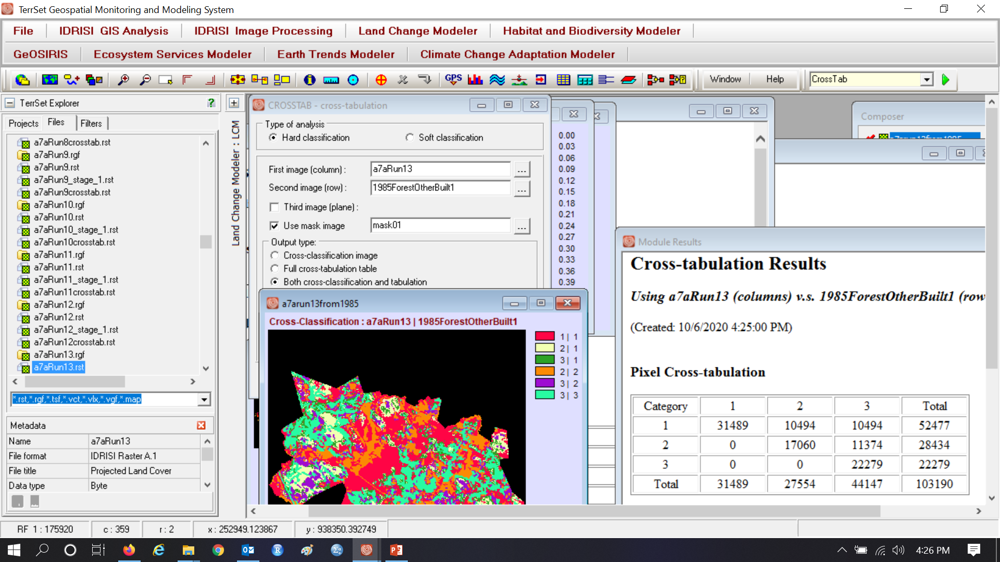 TerrSet Geospatial Monitoring and Modeling System
File
IDRISI GIS Analysis
IDRISI Image Processing
Land Change Modeler
Habitat and Biodiversity Modeler
GeOSIRIS
Ecosystem Services Modeler
Earth Trends Modeler
Climate Change Adaptation Modeler
GPS
Window
Help
CrossTab
TerrSet Explorer
?
Projects
Files
Filters
a7aRun8crosstab.rst
a7aRun9.rgf
a7aRun9.rst
a7aRun9_stage_1.rst
a7aRun9crosstab.rst
a7aRun10.rgf
a7aRun10.rst
a7aRun10_stage_1.rst
a7aRun10crosstab.rst
a7aRun11.rgf
a7aRun11.rst
a7aRun11_stage_1.rst
a7aRun11crosstab.rst
a7aRun12.rgf
a7aRun12.rst
a7aRun12_stage_1.rst
a7aRun12crosstab.rst
a7aRun13.rgf
a7aRun13.rst
*.rst,*.rgf,*.tsf,*.vct,*.vlx,*.vgf,*.map
Metadata
Name a7aRun13
File format IDRISI Raster A.1
File title Projected Land Cover
Data type Byte
Land Change Modeler : LCM
CROSSTAB - cross-tabulation
Type of analysis
Hard classification
Soft classification
First image (column) : a7aRun13 ...
Second image (row) : 1985ForestOtherBuilt1 ...
Third image (plane) :
Use mask image mask01 ...
Output type:
Cross-classification image
Full cross-tabulation table
Both cross-classification and tabulation
0.00
0.03
0.06
0.09
0.12
0.15
0.18
0.21
0.24
0.27
0.30
0.33
0.36
0.39
a7arun13from1985
Cross-Classification : a7aRun13 | 1985ForestOtherBuilt1
1 | 1
2 | 1
3 | 1
2 | 2
3 | 2
3 | 3
Composer
a7arun13from1985
Module Results
Cross-tabulation Results
Using a7aRun13 (columns) v.s. 1985ForestOtherBuilt1 (row
(Created: 10/6/2020 4:25:00 PM)
Pixel Cross-tabulation
Category 1 2 3 Total
1 31489 10494 10494 52477
2 0 17060 11374 28434
3 0 0 22279 22279
Total 31489 27554 44147 103190
RF 1 : 175920
c : 359
r : 2
x : 252949.123867
y : 938350.392749
4:26 PM